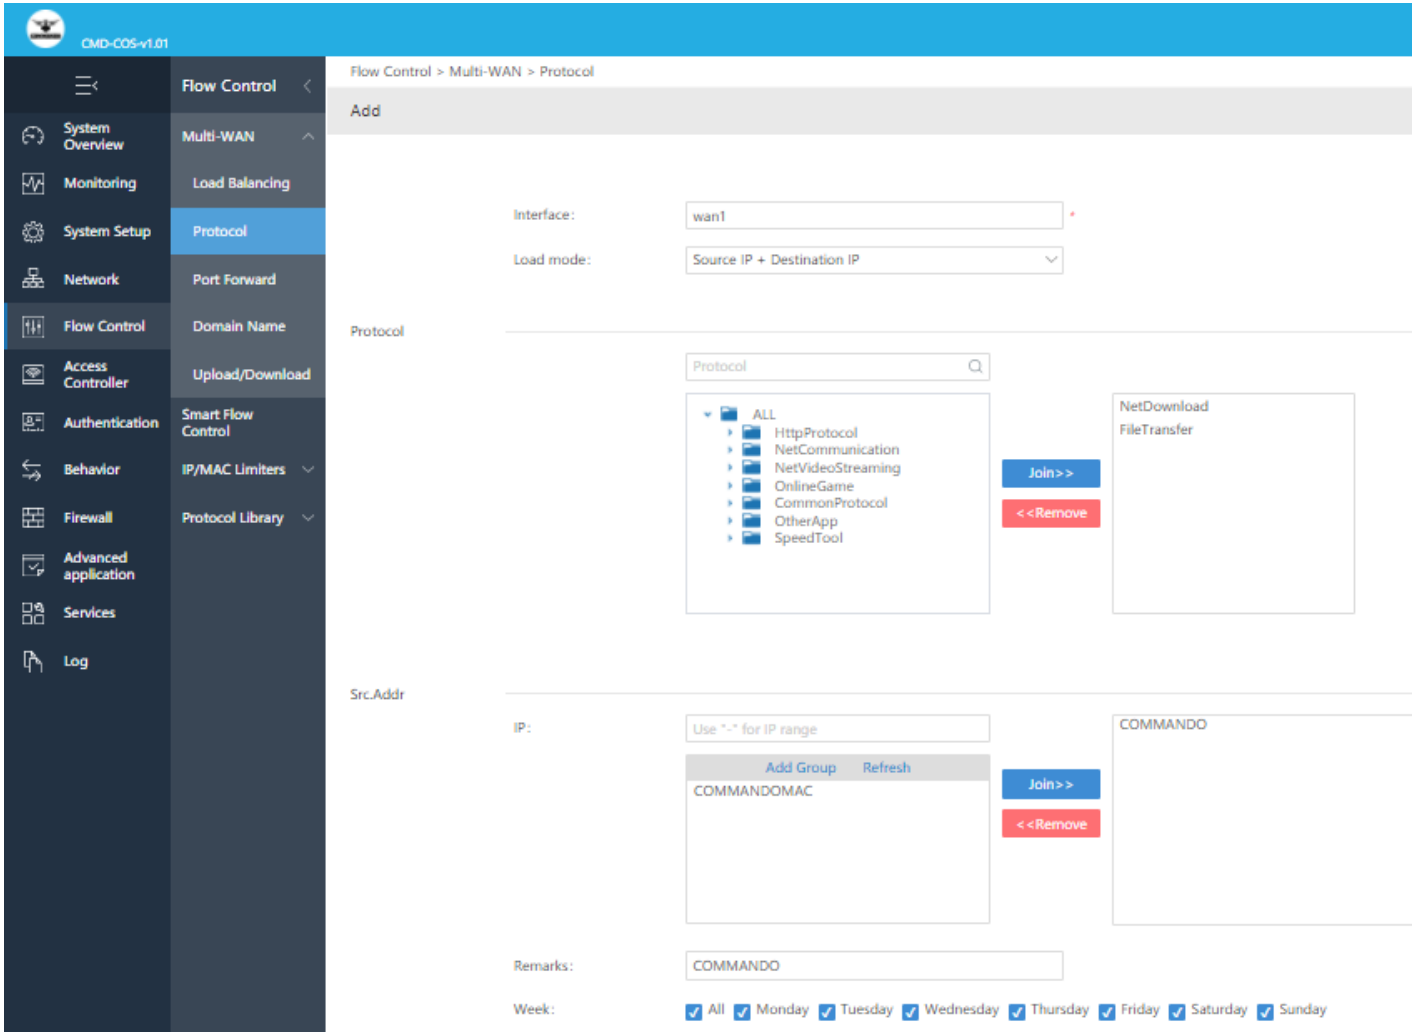 CMD-COS-v1.01
Flow Control
System Overview
Monitoring
System Setup
Network
Flow Control
Access Controller
Authentication
Behavior
Firewall
Advanced application
Services
Log
Multi-WAN
Load Balancing
Protocol
Port Forward
Domain Name
Upload/Download
Smart Flow Control
IP/MAC Limiters
Protocol Library
Flow Control > Multi-WAN > Protocol
Add
Interface: wan1 *
Load mode: Source IP + Destination IP
Protocol
Protocol
ALL
HttpProtocol
NetCommunication
NetVideoStreaming
OnlineGame
CommonProtocol
OtherApp
SpeedTool
Join>>
<<Remove
NetDownload
FileTransfer
Src.Addr
IP: Use "-" for IP range
Add Group Refresh
COMMANDOMAC
Join>>
<<Remove
COMMANDO
Remarks: COMMANDO
Week: All Monday Tuesday Wednesday Thursday Friday Saturday Sunday